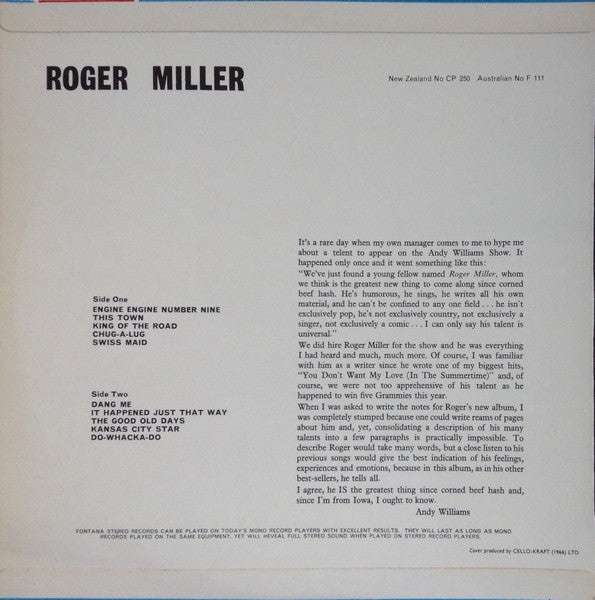 ROGER MILLER
New Zealand No CP 250 Australian No F 111
It's a rare day when my own manager comes to me to hype me
about a talent to appear on the Andy Williams Show. It
happened only once and it went something like this:
"We've just found a young fellow named Roger Miller, whom
we think is the greatest new thing to come along since corned
beef hash. He's humorous, he sings, he writes all his own
material, and he can't be confined to any one field . . . he isn't
exclusively pop, he's not exclusively country, not exclusively a
singer, not exclusively a comic . . . I can only say his talent is
universal."
We did hire Roger Miller for the show and he was everything
I had heard and much, much more. Of course, I was familiar
with him as a writer since he wrote one of my biggest hits,
"You Don't Want My Love (In The Summertime)" and, of
course, we were not too apprehensive of his talent as he
happened to win five Grammies this year.
When I was asked to write the notes for Roger's new album, I
was completely stumped because one could write reams of pages
about him and, yet, consolidating a description of his many
talents into a few paragraphs is practically impossible. To
describe Roger would take many words, but a close listen to his
previous songs would give the best indication of his feelings,
experiences and emotions, because in this album, as in his other
best-sellers, he tells all.
I agree, he IS the greatest thing since corned beef hash and,
since I'm from Iowa, I ought to know.
Andy Williams
Side One
ENGINE ENGINE NUMBER NINE
THIS TOWN
KING OF THE ROAD
CHUG-A-LUG
SWISS MAID
Side Two
DANG ME
IT HAPPENED JUST THAT WAY
THE GOOD OLD DAYS
KANSAS CITY STAR
DO-WHACKA-DO
FONTANA STEREO RECORDS CAN BE PLAYED ON TODAY'S MONO RECORD PLAYERS WITH EXCELLENT RESULTS. THEY WILL LAST AS LONG AS MONO
RECORDS PLAYED ON THE SAME EQUIPMENT, YET WILL REVEAL FULL STEREO SOUND WHEN PLAYED ON STEREO RECORD PLAYERS.
Cover produced by CELLO-KRAFT (1966) LTD.